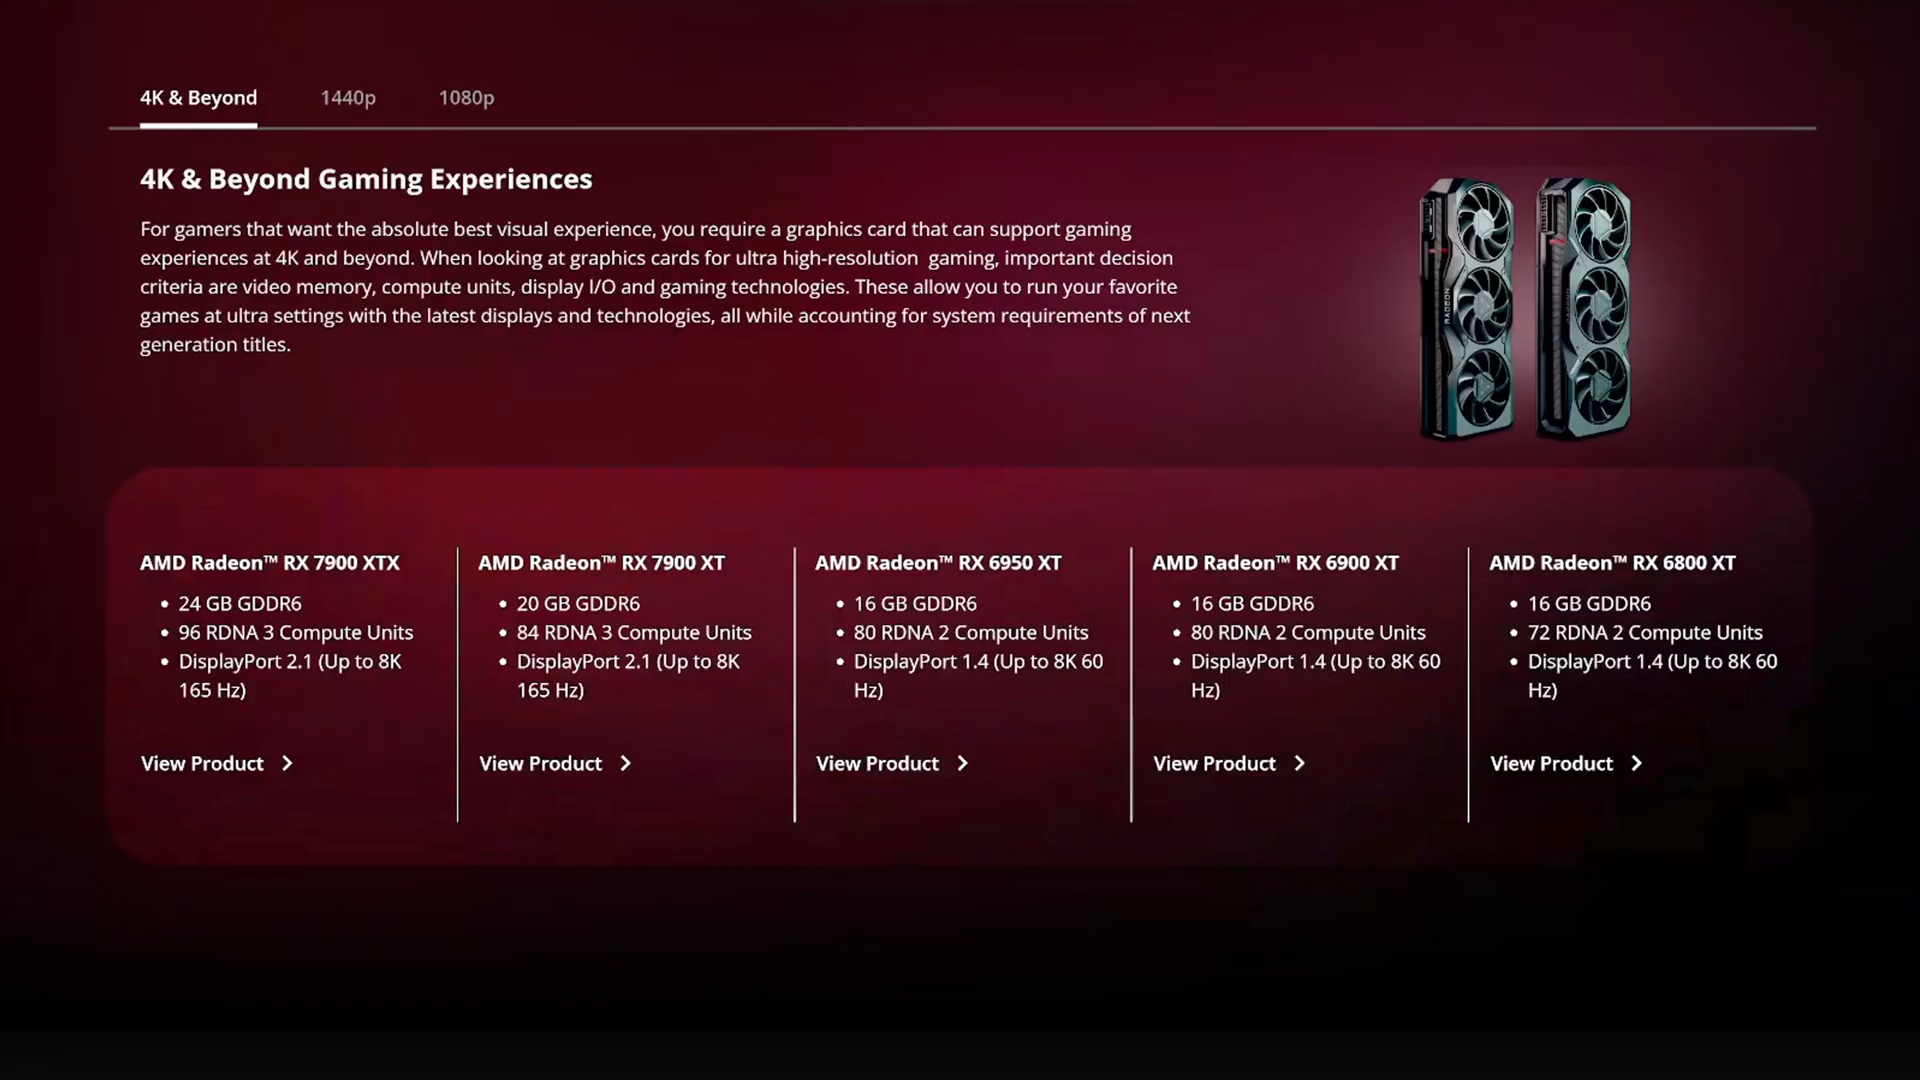 4K & Beyond
1440p
1080p
4K & Beyond Gaming Experiences
For gamers that want the absolute best visual experience, you require a graphics card that can support gaming
experiences at 4K and beyond. When looking at graphics cards for ultra high-resolution gaming, important decision
criteria are video memory, compute units, display I/O and gaming technologies. These allow you to run your favorite
games at ultra settings with the latest displays and technologies, all while accounting for system requirements of next
generation titles.
RADEON
AMD Radeon™ RX 7900 XTX
• 24 GB GDDR6
• 96 RDNA 3 Compute Units
• DisplayPort 2.1 (Up to 8K
165 Hz)
View Product >
AMD Radeon™ RX 7900 XT
• 20 GB GDDR6
• 84 RDNA 3 Compute Units
• DisplayPort 2.1 (Up to 8K
165 Hz)
View Product >
AMD Radeon™ RX 6950 XT
• 16 GB GDDR6
• 80 RDNA 2 Compute Units
• DisplayPort 1.4 (Up to 8K 60
Hz)
View Product >
AMD Radeon™ RX 6900 XT
• 16 GB GDDR6
• 80 RDNA 2 Compute Units
• DisplayPort 1.4 (Up to 8K 60
Hz)
View Product >
AMD Radeon™ RX 6800 XT
• 16 GB GDDR6
• 72 RDNA 2 Compute Units
• DisplayPort 1.4 (Up to 8K 60
Hz)
View Product >